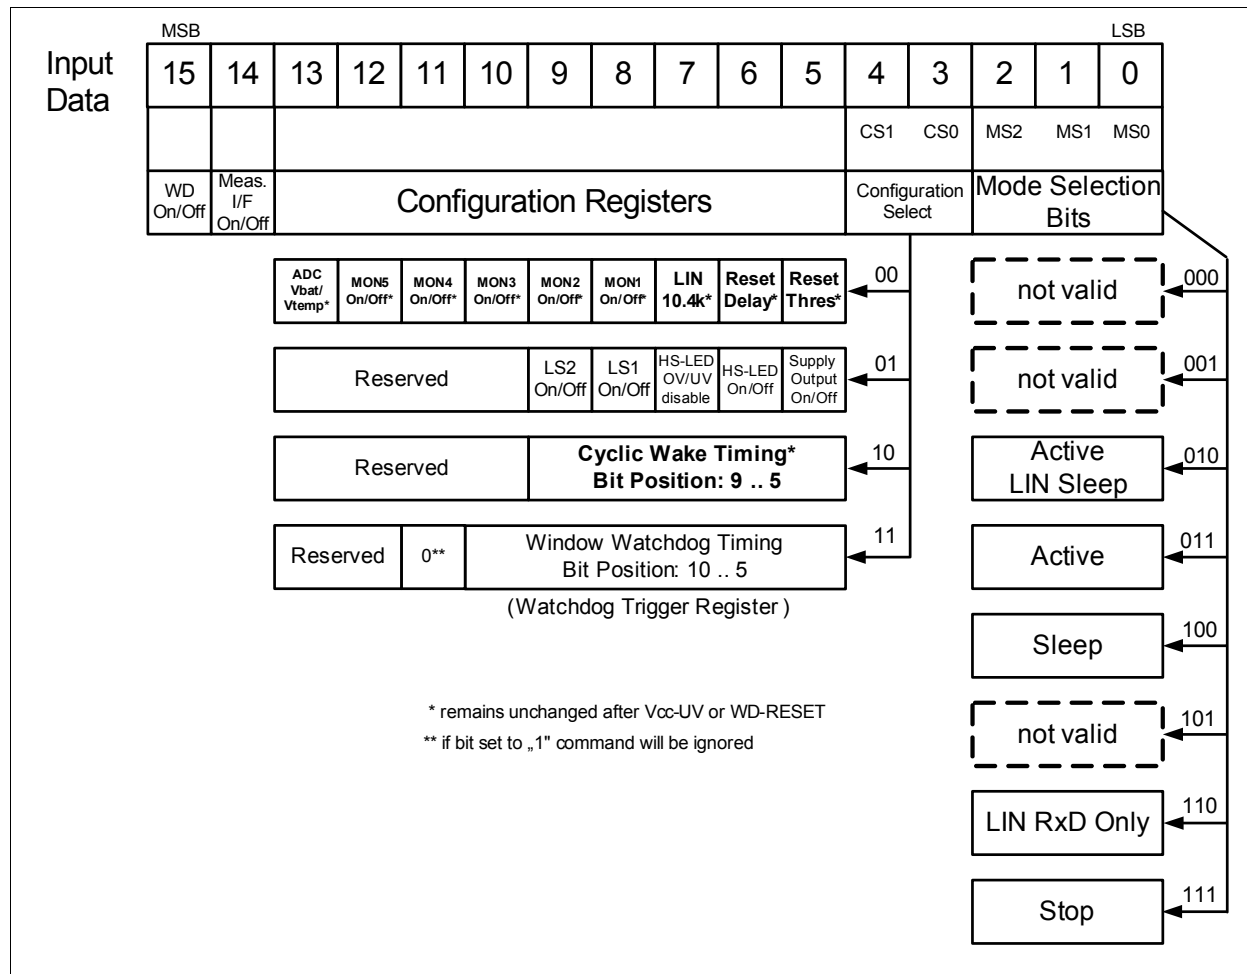 MSB LSB
Input
Data
15 14 13 12 11 10 9 8 7 6 5 4 3 2 1 0
CS1 CS0 MS2 MS1 MS0
WD
On/Off
Meas.
I/F
On/Off
Configuration Registers
Configuration
Select
Mode Selection
Bits
ADC
Vbat/
Vtemp*
MON5
On/Off*
MON4
On/Off*
MON3
On/Off*
MON2
On/Off*
MON1
On/Off*
LIN
10.4k*
Reset
Delay*
Reset
Thres*
00
not valid
000
Reserved
LS2
On/Off
LS1
On/Off
HS-LED
OV/UV
disable
HS-LED
On/Off
Supply
Output
On/Off
01
not valid
001
Reserved
Cyclic Wake Timing*
Bit Position: 9 .. 5
10
Active
LIN Sleep
010
Reserved
0**
Window Watchdog Timing
Bit Position: 10 .. 5
11
(Watchdog Trigger Register )
Active
011
Sleep
100
* remains unchanged after Vcc-UV or WD-RESET
** if bit set to „1" command will be ignored
not valid
101
LIN RxD Only
110
Stop
111